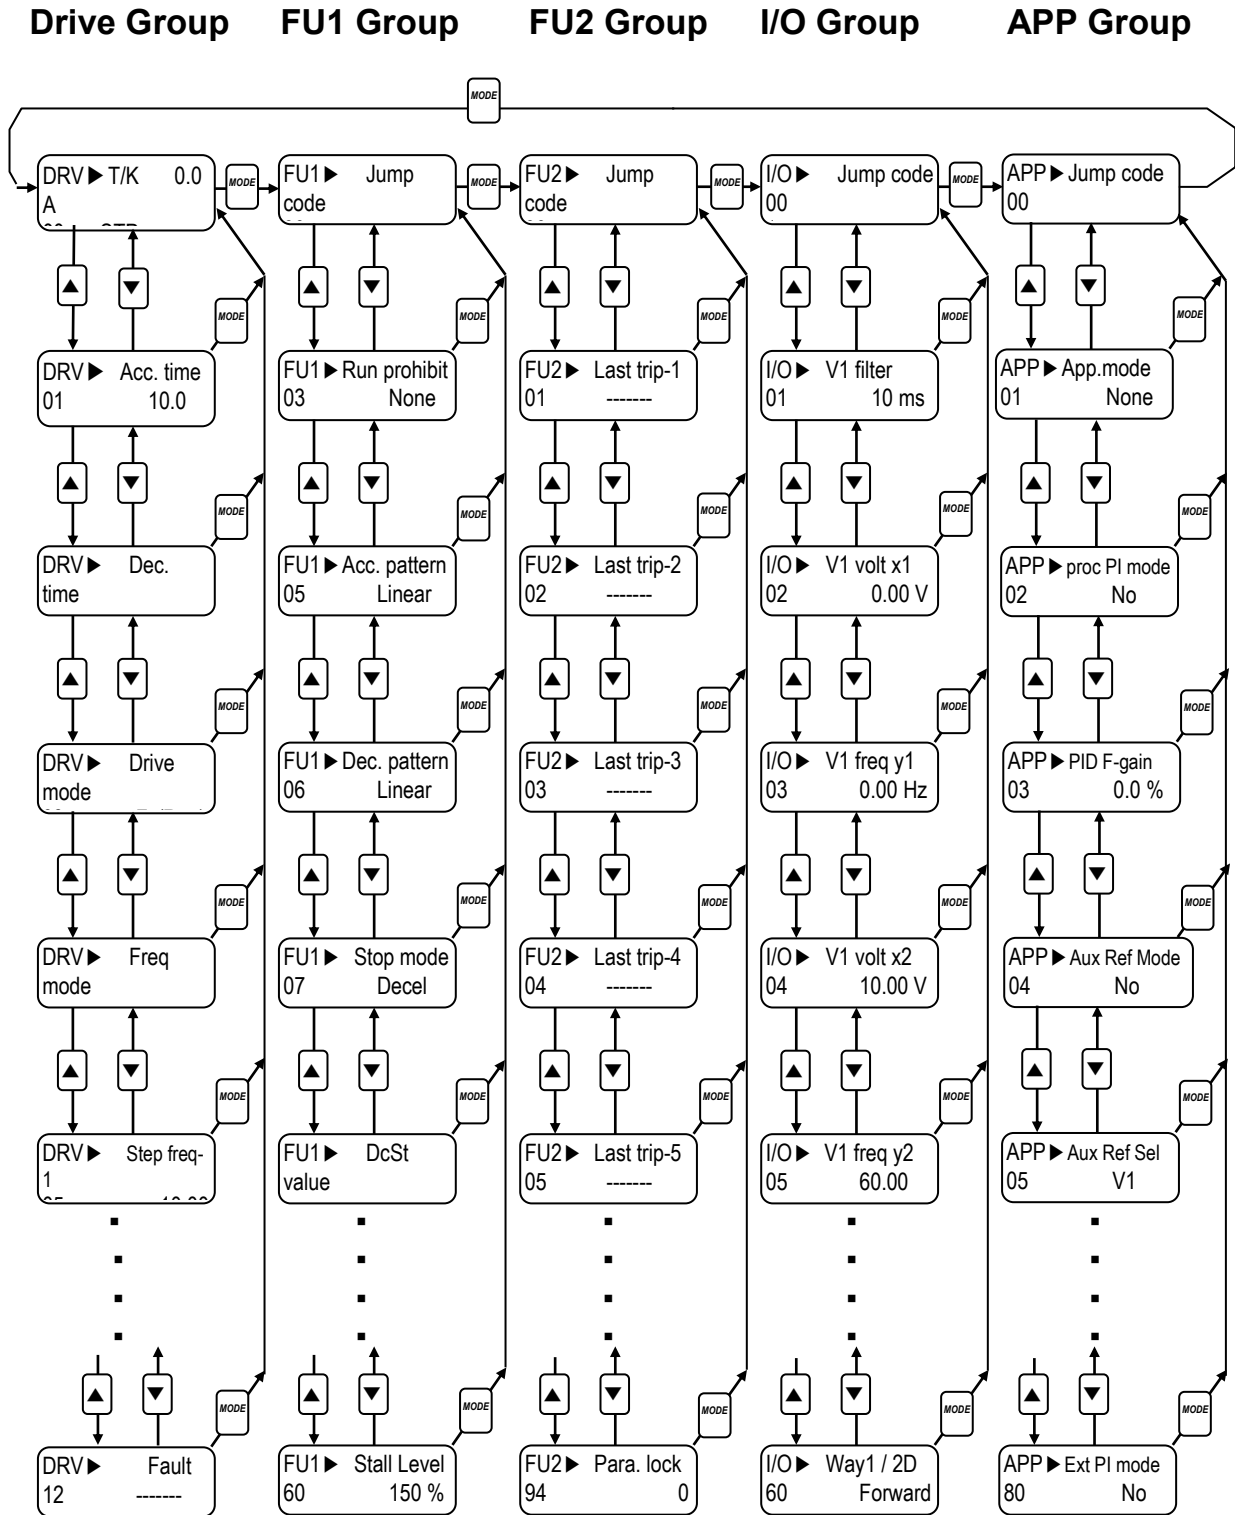 Drive Group FU1 Group FU2 Group I/O Group APP Group
MODE
DRV▶ T/K 0.0
A
MODE
FU1▶ Jump
code
MODE
FU2▶ Jump
code
MODE
I/O▶ Jump code
00
MODE
APP▶ Jump code
00
▲ ▼ ▲ ▼ ▲ ▼ ▲ ▼ ▲ ▼
MODE MODE MODE MODE MODE
DRV▶ Acc. time
01 10.0
FU1▶ Run prohibit
03 None
FU2▶ Last trip-1
01 -------
I/O▶ V1 filter
01 10 ms
APP▶ App.mode
01 None
▲ ▼ ▲ ▼ ▲ ▼ ▲ ▼ ▲ ▼
MODE MODE MODE MODE MODE
DRV▶ Dec.
time
FU1▶ Acc. pattern
05 Linear
FU2▶ Last trip-2
02 -------
I/O▶ V1 volt x1
02 0.00 V
APP▶ proc PI mode
02 No
▲ ▼ ▲ ▼ ▲ ▼ ▲ ▼ ▲ ▼
MODE MODE MODE MODE MODE
DRV▶ Drive
mode
FU1▶ Dec. pattern
06 Linear
FU2▶ Last trip-3
03 -------
I/O▶ V1 freq y1
03 0.00 Hz
APP▶ PID F-gain
03 0.0 %
▲ ▼ ▲ ▼ ▲ ▼ ▲ ▼ ▲ ▼
MODE MODE MODE MODE MODE
DRV▶ Freq
mode
FU1▶ Stop mode
07 Decel
FU2▶ Last trip-4
04 -------
I/O▶ V1 volt x2
04 10.00 V
APP▶ Aux Ref Mode
04 No
▲ ▼ ▲ ▼ ▲ ▼ ▲ ▼ ▲ ▼
MODE MODE MODE MODE MODE
DRV▶ Step freq-
1
FU1▶ DcSt
value
FU2▶ Last trip-5
05 -------
I/O▶ V1 freq y2
05 60.00
APP▶ Aux Ref Sel
05 V1
▲ ▼ ▲ ▼ ▲ ▼ ▲ ▼ ▲ ▼
MODE MODE MODE MODE MODE
DRV▶ Fault
12 -------
FU1▶ Stall Level
60 150 %
FU2▶ Para. lock
94 0
I/O▶ Way1 / 2D
60 Forward
APP▶ Ext PI mode
80 No